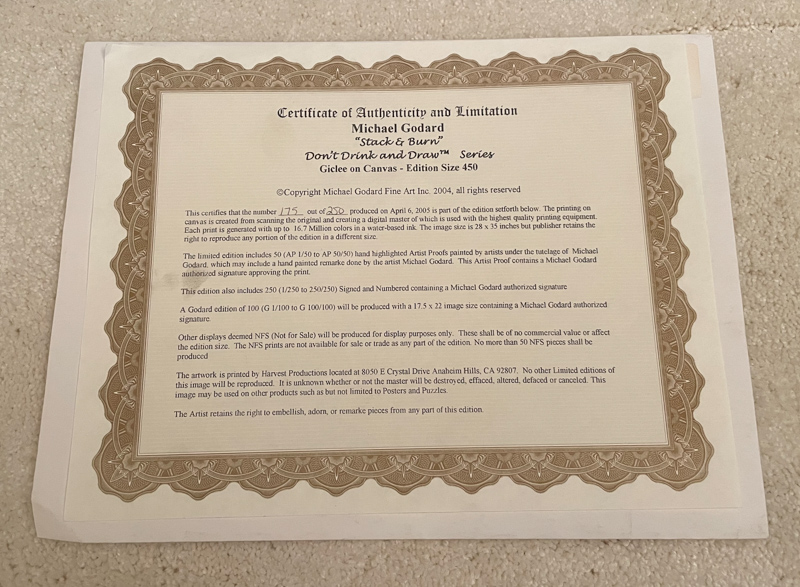 Certificate of Authenticity and Limitation
Michael Godard
"Stack & Burn"
Don't Drink and Draw™ Series
Giclee on Canvas - Edition Size 450
©Copyright Michael Godard Fine Art Inc. 2004, all rights reserved
This certifies that the number 175 out of 250 produced on April 6, 2005 is part of the edition setforth below. The printing on
canvas is created from scanning the original and creating a digital master of which is used with the highest quality printing equipment.
Each print is generated with up to 16.7 Million colors in a water-based ink. The image size is 28 x 35 inches but publisher retains the
right to reproduce any portion of the edition in a different size.
The limited edition includes 50 (AP 1/50 to AP 50/50) hand highlighted Artist Proofs painted by artists under the tutelage of Michael
Godard, which may include a hand painted remarke done by the artist Michael Godard. This Artist Proof contains a Michael Godard
authorized signature approving the print.
This edition also includes 250 (1/250 to 250/250) Signed and Numbered containing a Michael Godard authorized signature
A Godard edition of 100 (G 1/100 to G 100/100) will be produced with a 17.5 x 22 image size containing a Michael Godard authorized
signature
Other displays deemed NFS (Not for Sale) will be produced for display purposes only. These shall be of no commercial value or affect
the edition size. The NFS prints are not available for sale or trade as any part of the edition. No more than 50 NFS pieces shall be
produced
The artwork is printed by Harvest Productions located at 8050 E Crystal Drive Anaheim Hills, CA 92807. No other Limited editions of
this image will be reproduced. It is unknown whether or not the master will be destroyed, effaced, altered, defaced or canceled. This
image may be used on other products such as but not limited to Posters and Puzzles.
The Artist retains the right to embellish, adorn, or remarke pieces from any part of this edition.